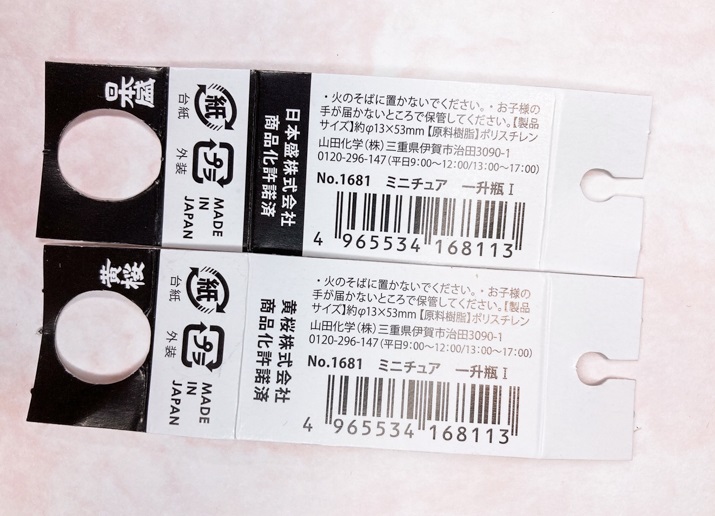 日本盛
紙
台紙
プラ
外装
MADE
IN
JAPAN
日本盛株式会社
商品化許諾済
・火のそばに置かないでください。・お子様の
手が届かないところで保管してください。【製品
サイズ】約φ13×53mm【原料樹脂】ポリスチレン
山田化学(株)三重県伊賀市治田3090-1
0120-296-147(平日9:00〜12:00/13:00〜17:00)
No.1681 ミニチュア 一升瓶Ⅰ
4 965534 168113
黄桜
紙
台紙
プラ
外装
MADE
IN
JAPAN
黄桜株式会社
商品化許諾済
・火のそばに置かないでください。・お子様の
手が届かないところで保管してください。【製品
サイズ】約φ13×53mm【原料樹脂】ポリスチレン
山田化学(株)三重県伊賀市治田3090-1
0120-296-147(平日9:00〜12:00/13:00〜17:00)
No.1681 ミニチュア 一升瓶Ⅰ
4 965534 168113